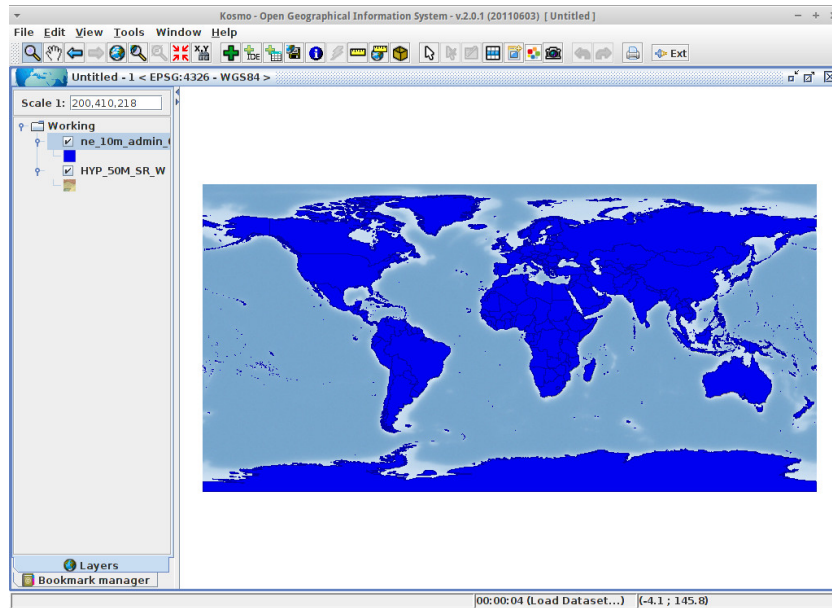 Kosmo - Open Geographical Information System - v.2.0.1 (20110603) [ Untitled ]
File Edit View Tools Window Help
X,Y TDE i Ext
Untitled - 1 < EPSG:4326 - WGS84 >
Scale 1: 200,410,218
Working
ne_10m_admin_
HYP_50M_SR_W
Layers
Bookmark manager
00:00:04 (Load Dataset...) (-4.1 ; 145.8)